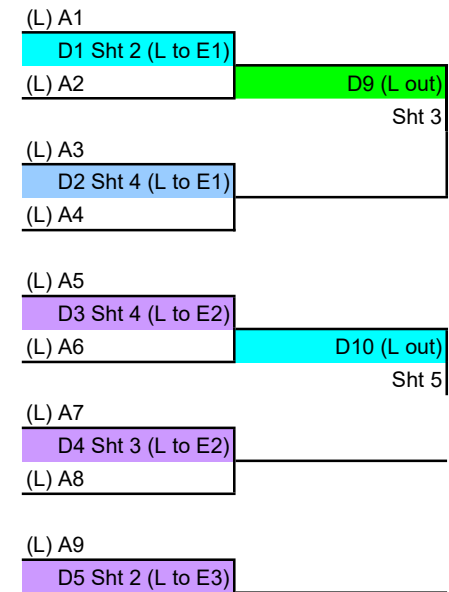 (L) A1
D1 Sht 2 (L to E1)
(L) A2
D9 (L out)
Sht 3
(L) A3
D2 Sht 4 (L to E1)
(L) A4
(L) A5
D3 Sht 4 (L to E2)
(L) A6
D10 (L out)
Sht 5
(L) A7
D4 Sht 3 (L to E2)
(L) A8
(L) A9
D5 Sht 2 (L to E3)